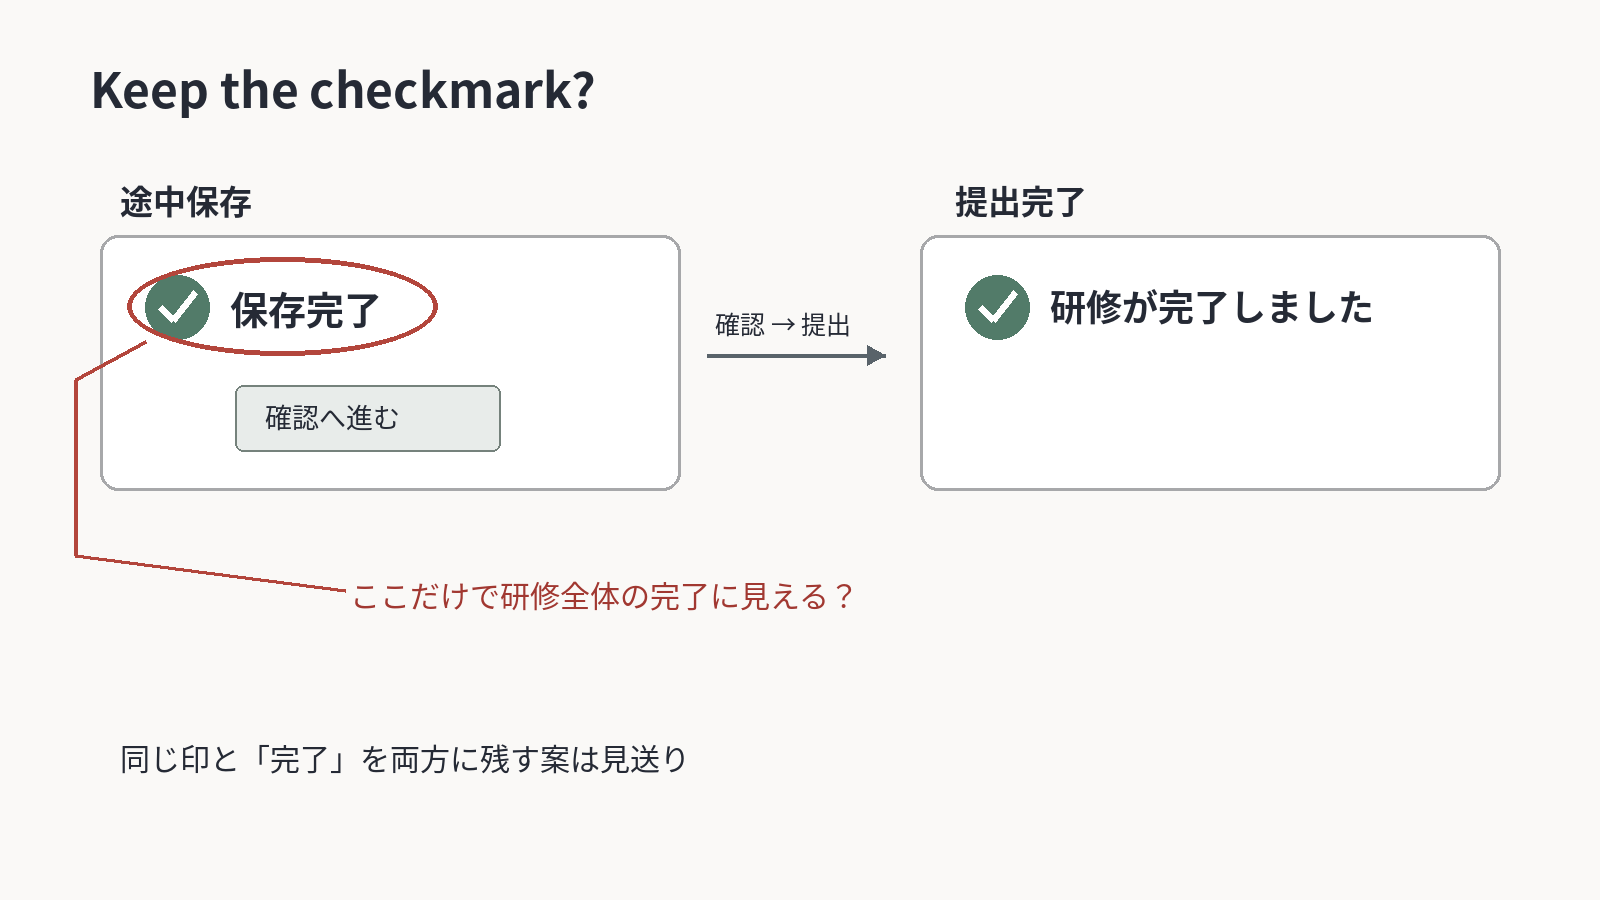 Keep the checkmark?
途中保存
保存完了
確認へ進む
確認 → 提出
提出完了
研修が完了しました
ここだけで研修全体の完了に見える？
同じ印と「完了」を両方に残す案は見送り